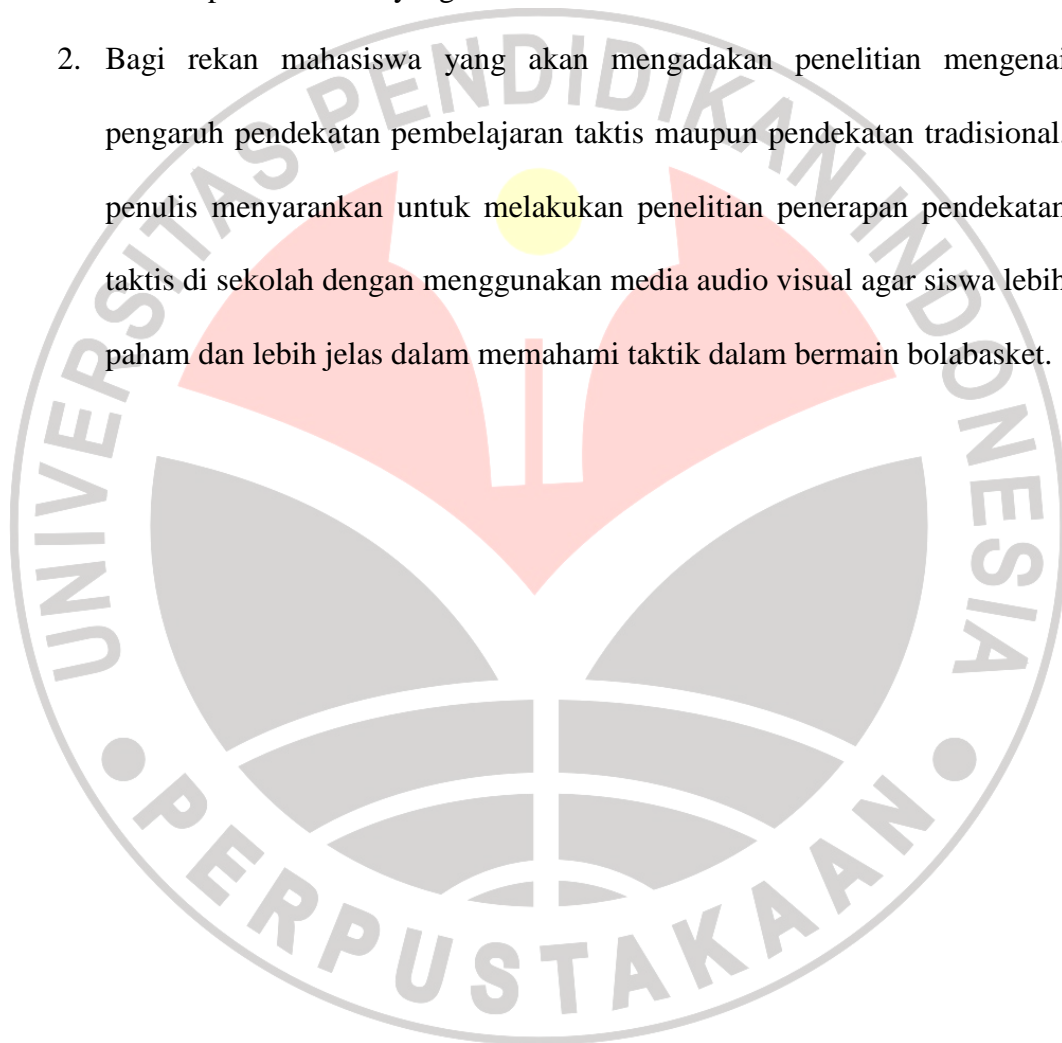 2. Bagi rekan mahasiswa yang akan mengadakan penelitian mengenai
pengaruh pendekatan pembelajaran taktis maupun pendekatan tradisional.
penulis menyarankan untuk melakukan penelitian penerapan pendekatan
taktis di sekolah dengan menggunakan media audio visual agar siswa lebih
paham dan lebih jelas dalam memahami taktik dalam bermain bolabasket.
UNIVERSITAS PENDIDIKAN INDONESIA
PERPUSTAKAAN